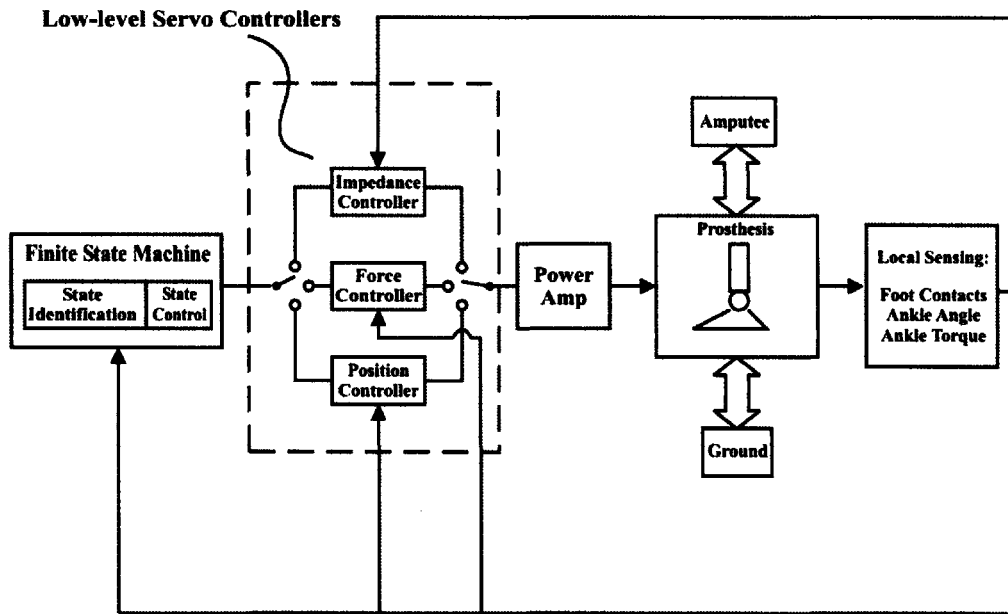 Low-level Servo Controllers
Impedance
Controller
Finite State Machine
State
Identification
State
Control
Force
Controller
Position
Controller
Power
Amp
Amputee
Prosthesis
Ground
Local Sensing:
Foot Contacts
Ankle Angle
Ankle Torque